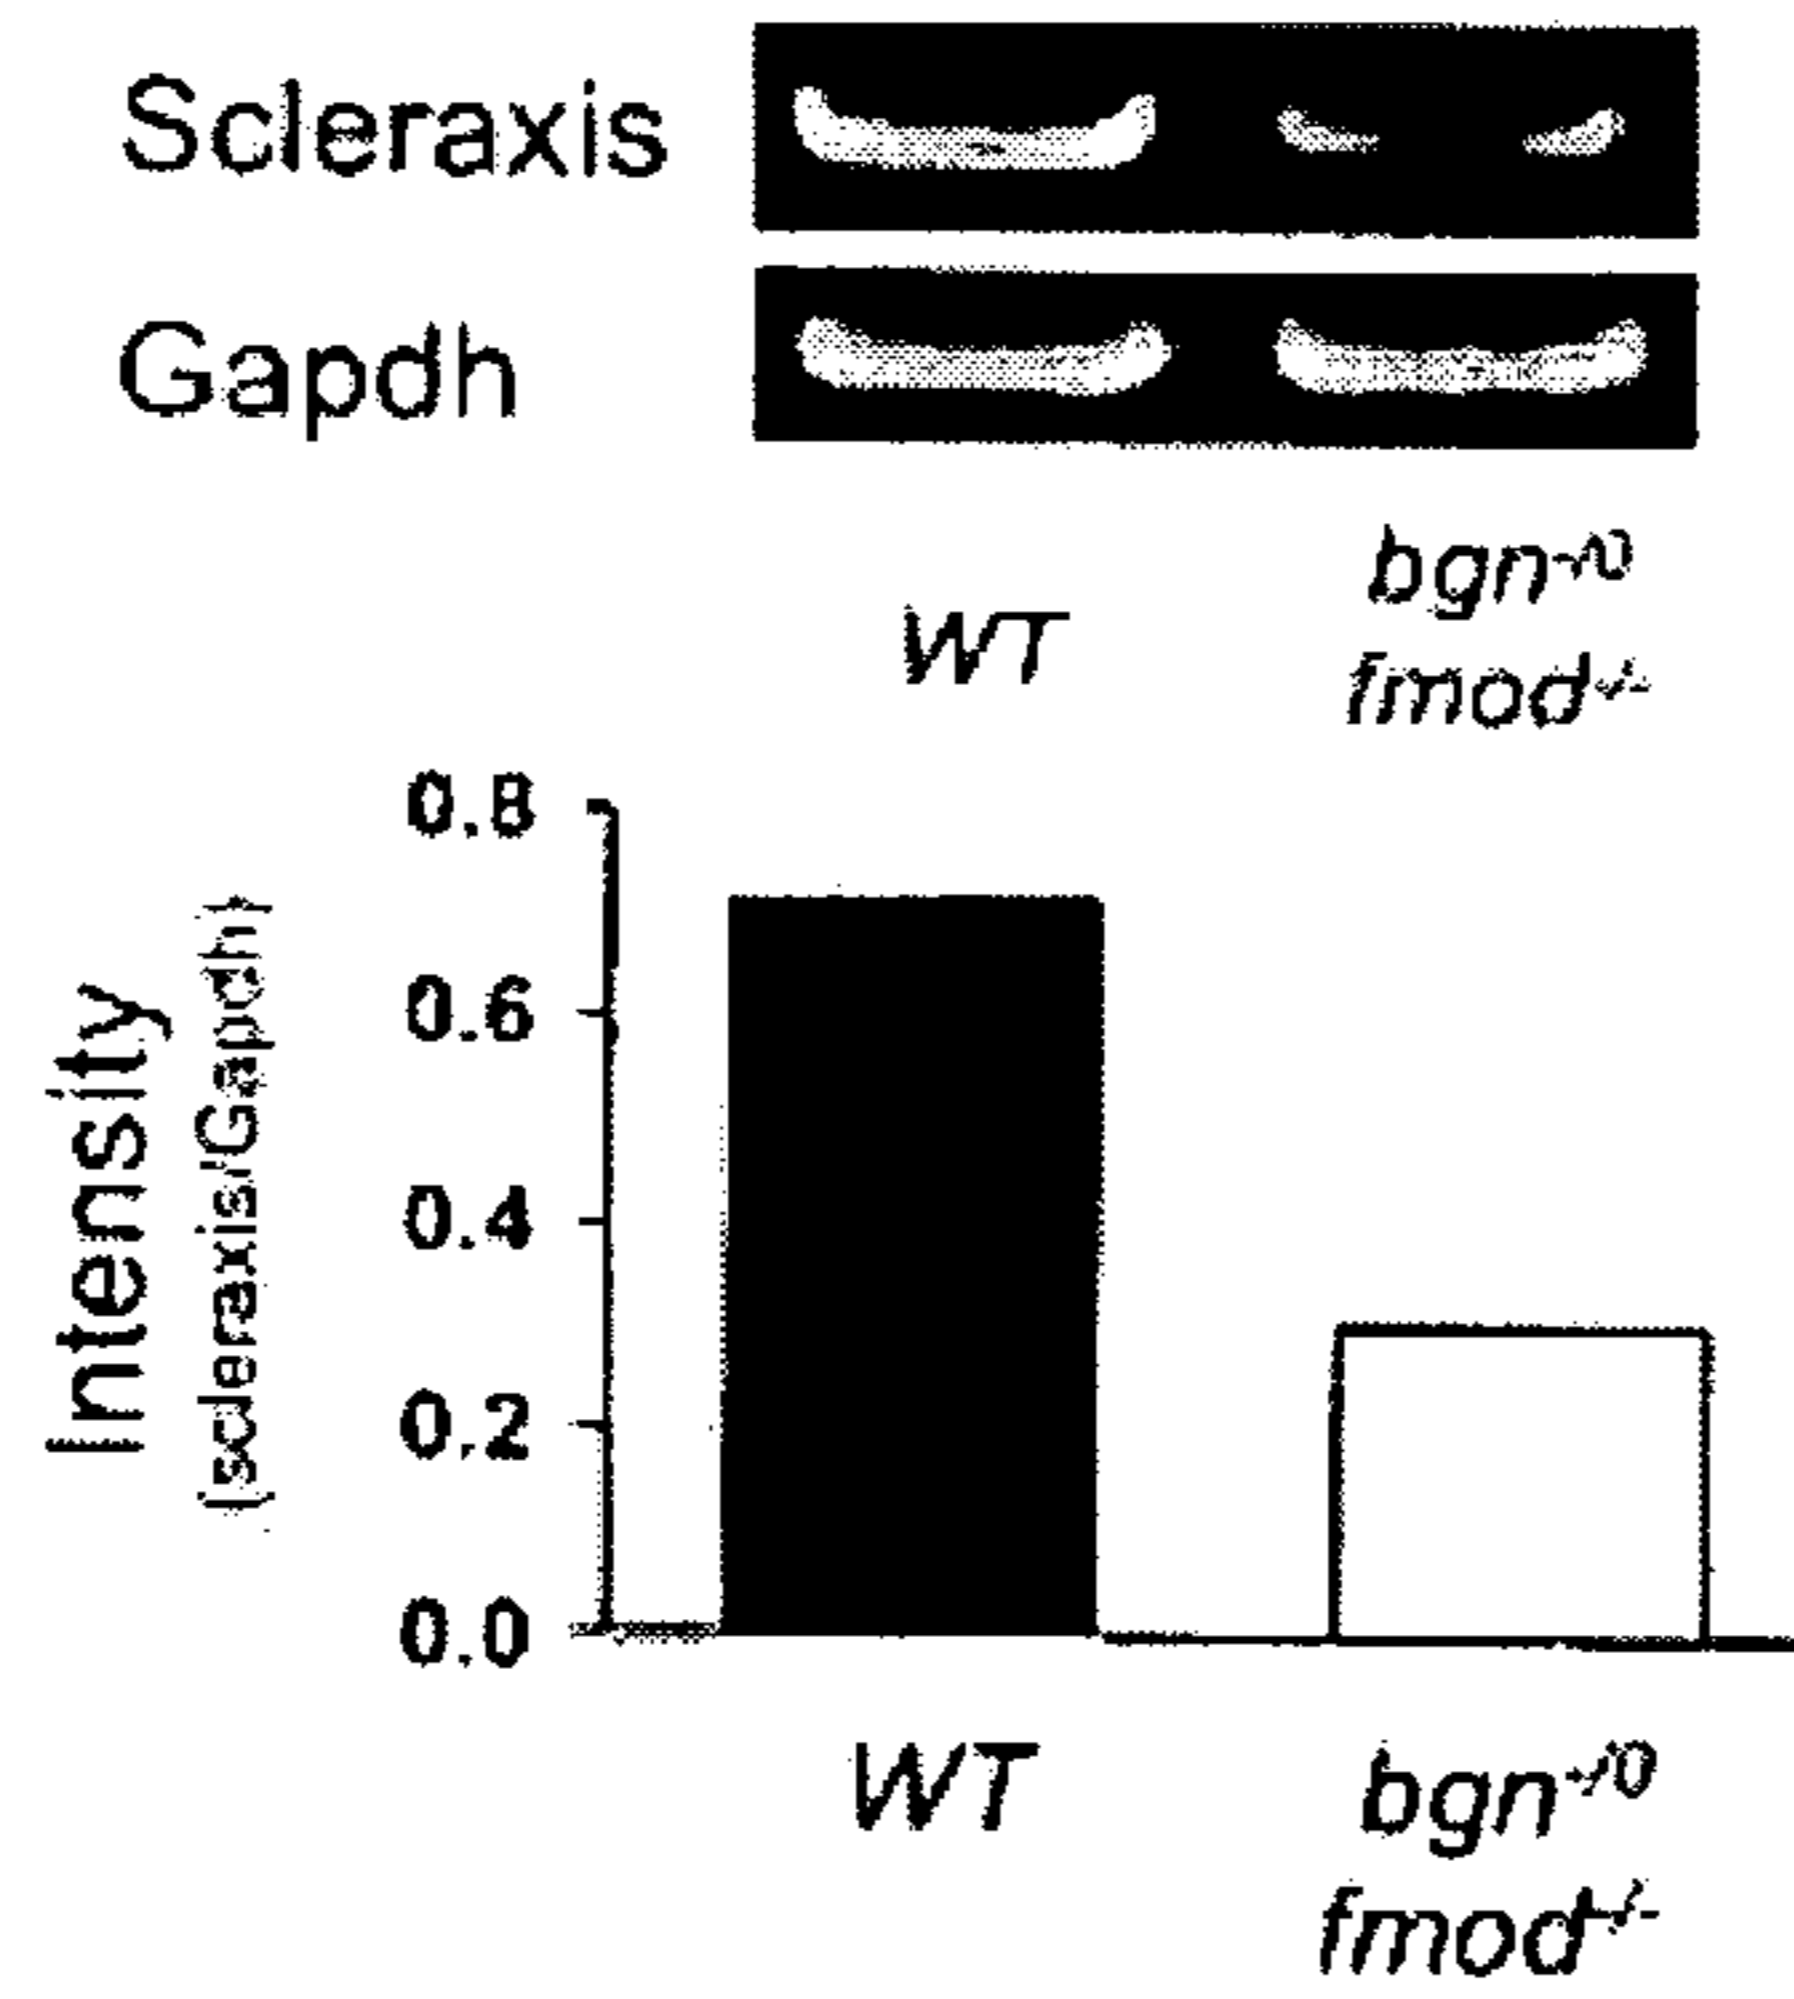 Scleraxis
Gapdh
WT
bgn-/0
fmod-/-
Intensity
(scleraxis/Gapdh)
0.8
0.6
0.4
0.2
0.0
WT
bgn-/0
fmod-/-